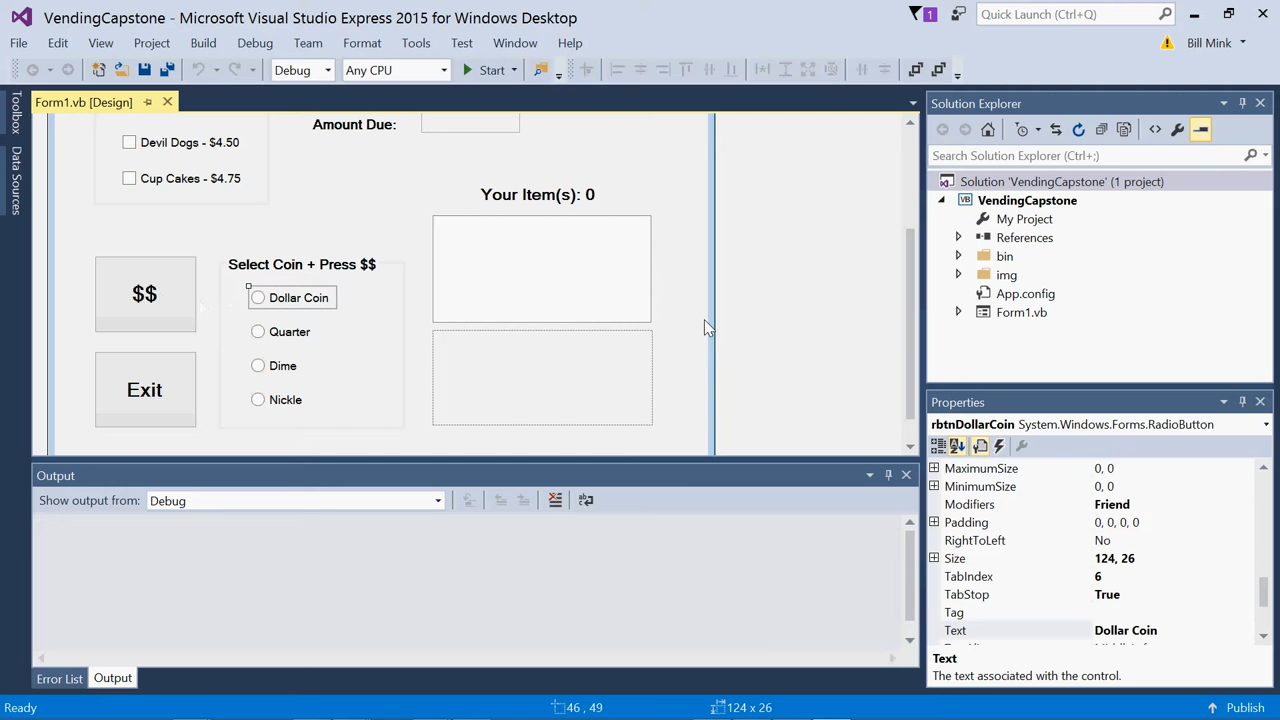 VendingCapstone - Microsoft Visual Studio Express 2015 for Windows Desktop
1
Quick Launch (Ctrl+;)
File Edit View Project Build Debug Team Format Tools Test Window Help
Bill Mink
Debug
Any CPU
Start
Toolbox
Data Sources
Form1.vb [Design]
Amount Due:
Devil Dogs - $4.50
Cup Cakes - $4.75
Your Item(s): 0
$$
Select Coin + Press $$
Dollar Coin
Quarter
Dime
Nickle
Exit
Output
Show output from:
Debug
Error List
Output
Solution Explorer
Search Solution Explorer (Ctrl+;)
Solution 'VendingCapstone' (1 project)
VB VendingCapstone
My Project
References
bin
img
App.config
Form1.vb
Properties
rbtnDollarCoin System.Windows.Forms.RadioButton
MaximumSize 0, 0
MinimumSize 0, 0
Modifiers Friend
Padding 0, 0, 0, 0
RightToLeft No
Size 124, 26
TabIndex 6
TabStop True
Tag
Text Dollar Coin
Text
The text associated with the control.
Ready
46 , 49
124 x 26
Publish